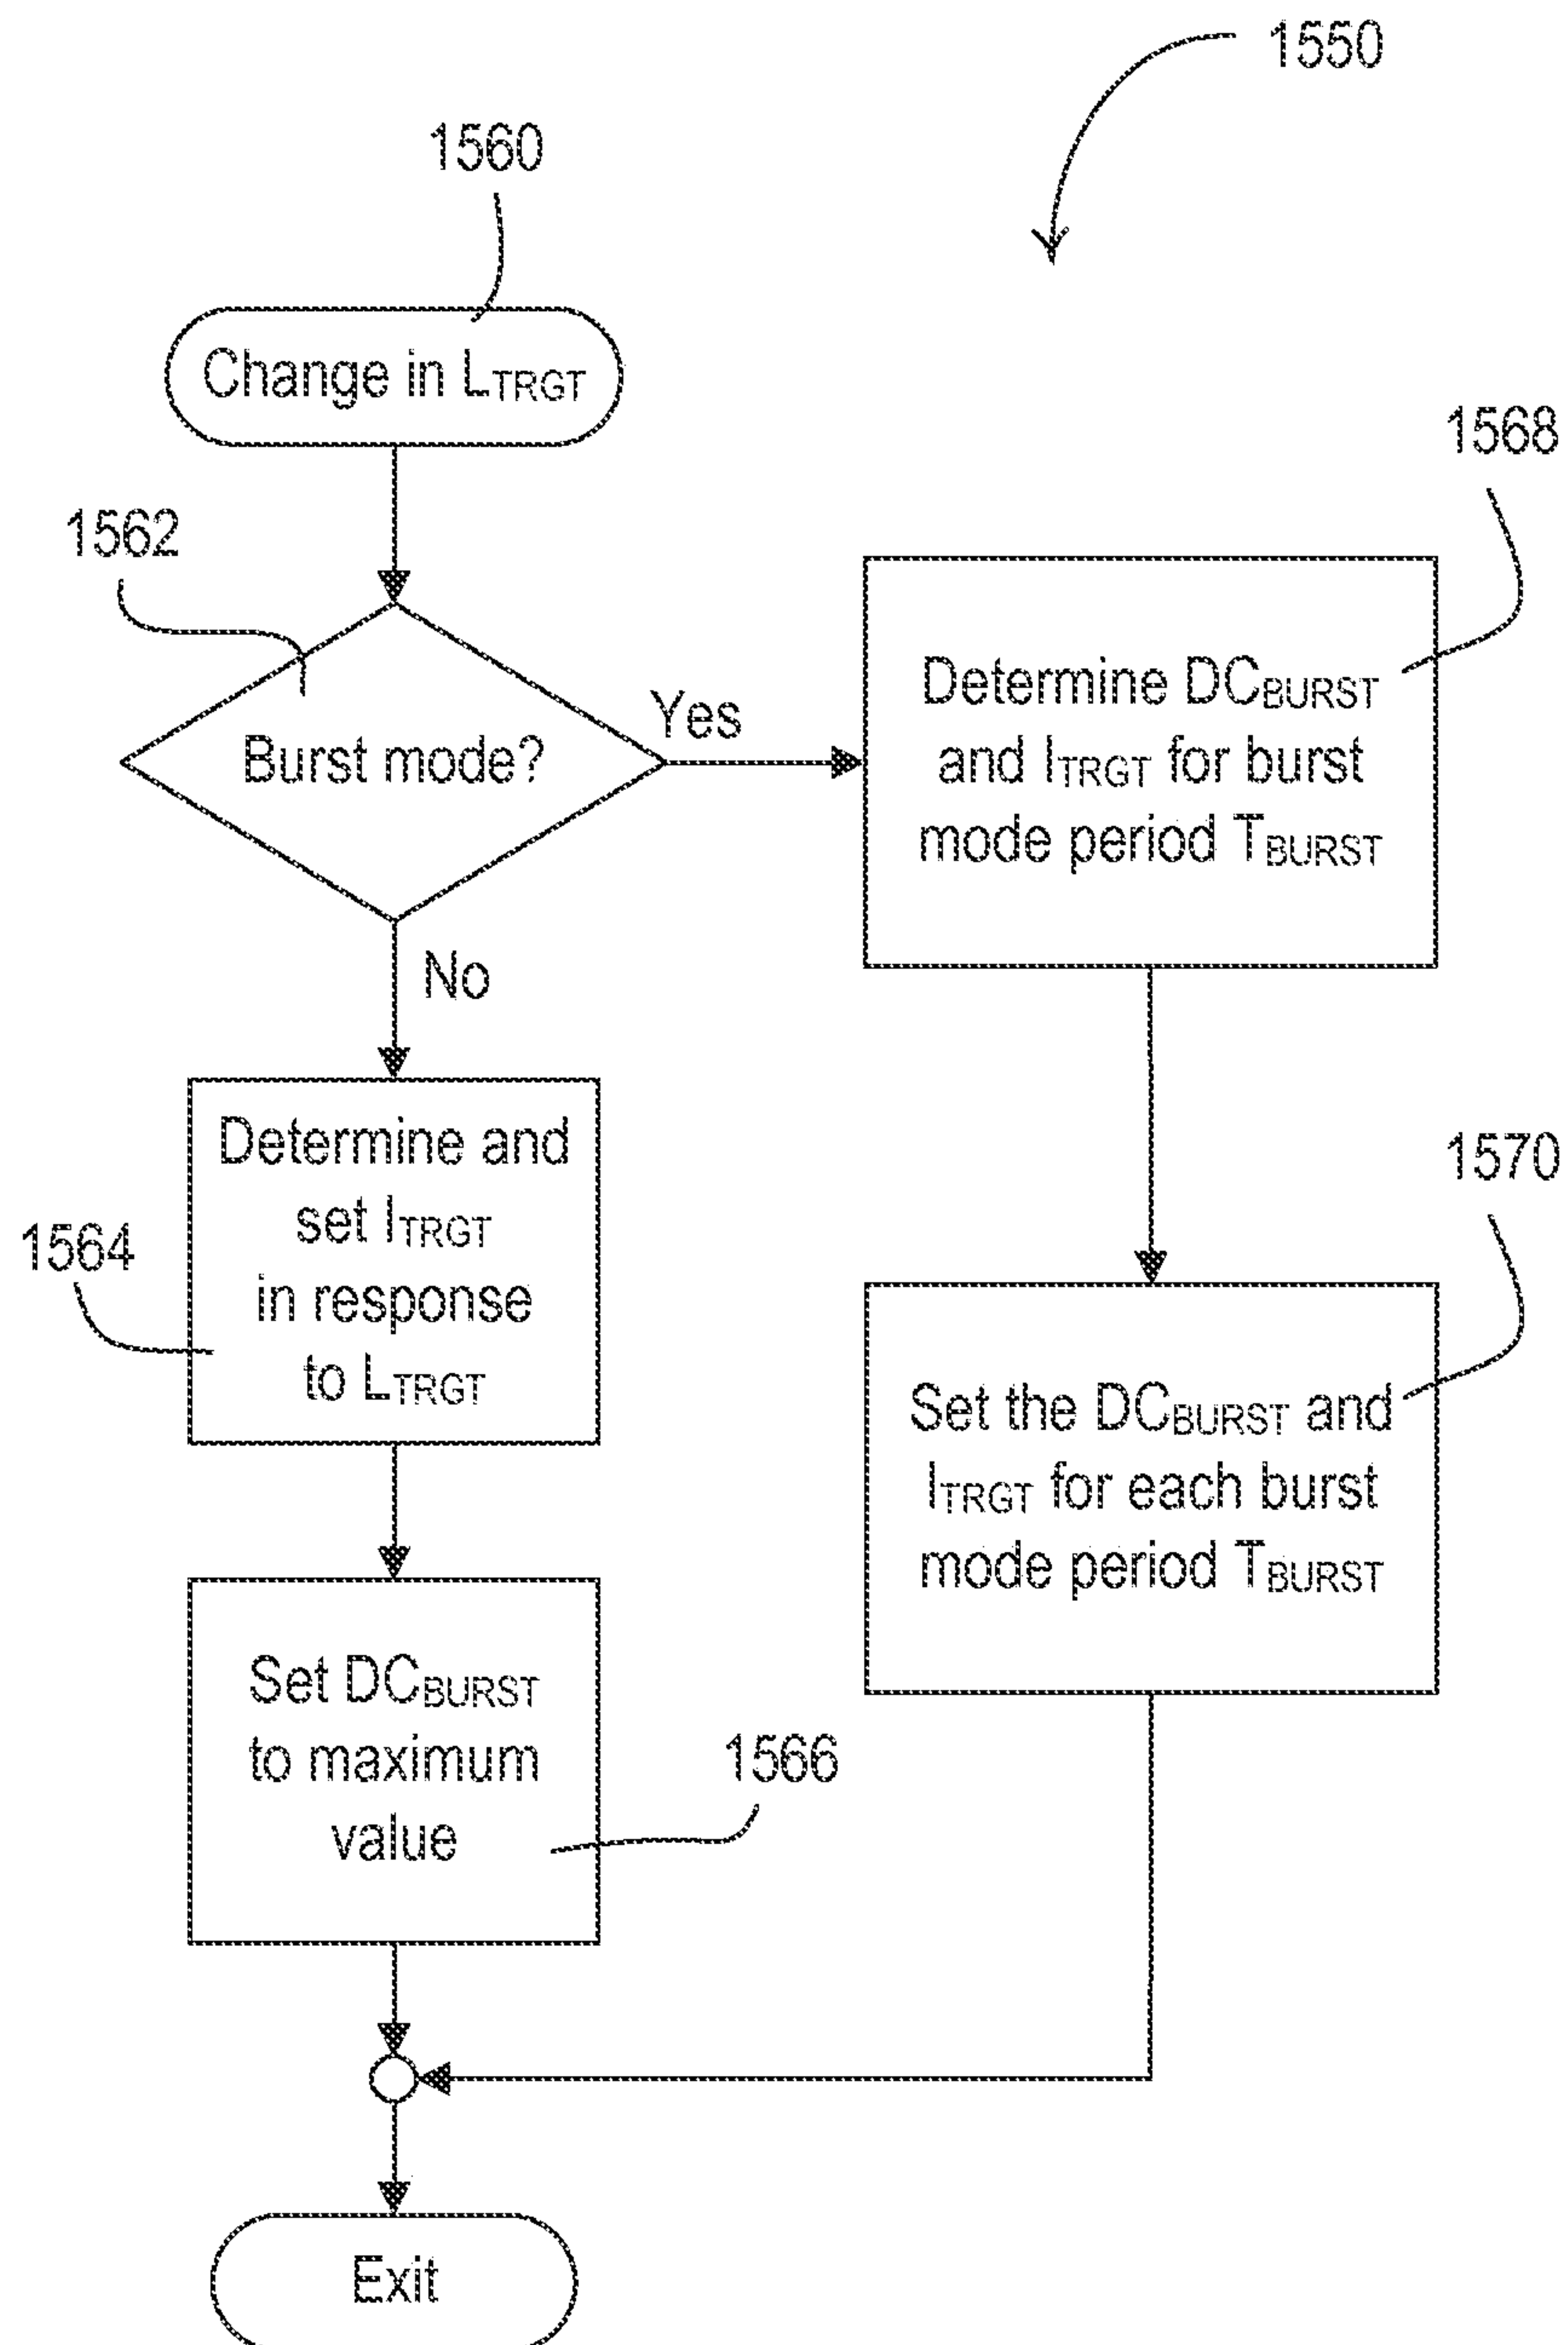 1550
1560
Change in LTRGT
1568
1562
Burst mode?
Yes
Determine DCBURST
and ITRGT for burst
mode period TBURST
No
Determine and
set ITRGT
in response
to LTRGT
1564
1570
Set the DCBURST and
ITRGT for each burst
mode period TBURST
Set DCBURST
to maximum
value
1566
Exit